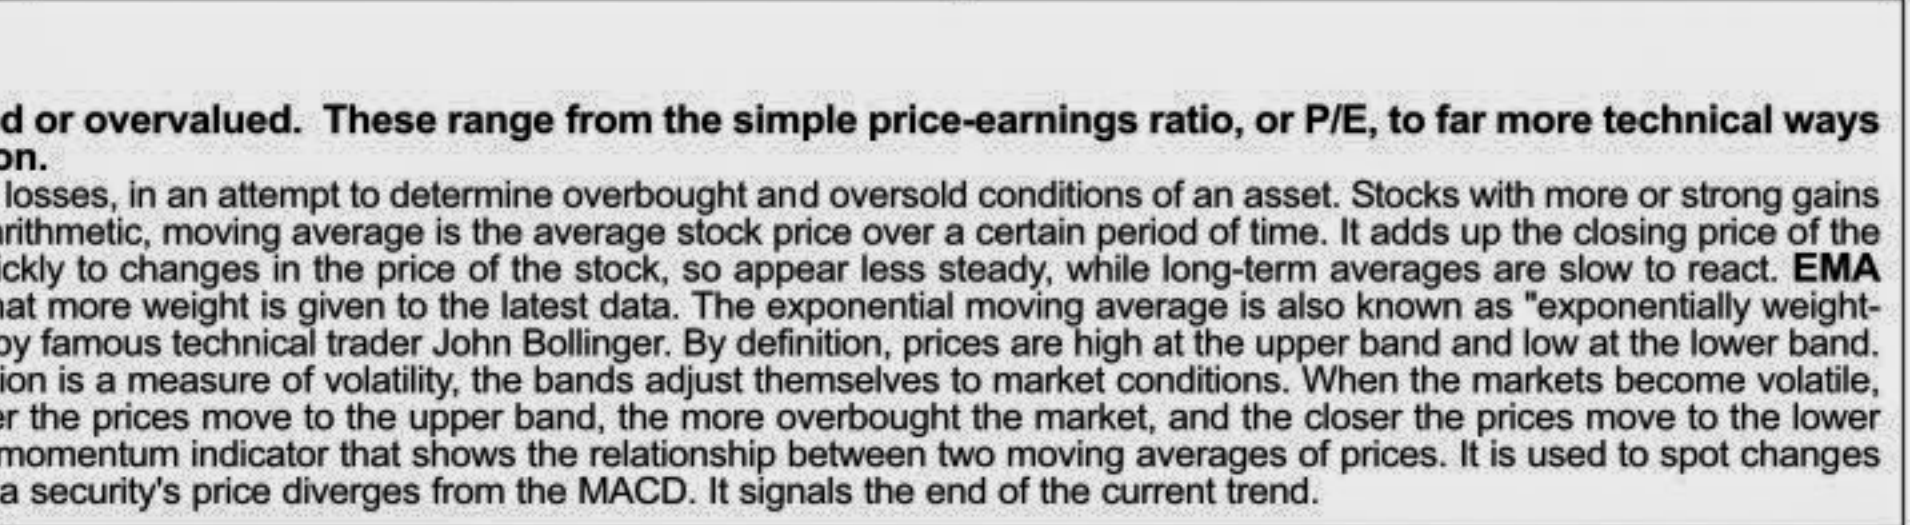 d or overvalued.  These range from the simple price-earnings ratio, or P/E, to far more technical ways
on.
losses, in an attempt to determine overbought and oversold conditions of an asset. Stocks with more or strong gains
rithmetic, moving average is the average stock price over a certain period of time. It adds up the closing price of the
ickly to changes in the price of the stock, so appear less steady, while long-term averages are slow to react. EMA
hat more weight is given to the latest data. The exponential moving average is also known as "exponentially weight-
by famous technical trader John Bollinger. By definition, prices are high at the upper band and low at the lower band.
ion is a measure of volatility, the bands adjust themselves to market conditions. When the markets become volatile,
er the prices move to the upper band, the more overbought the market, and the closer the prices move to the lower
momentum indicator that shows the relationship between two moving averages of prices. It is used to spot changes
a security's price diverges from the MACD. It signals the end of the current trend.